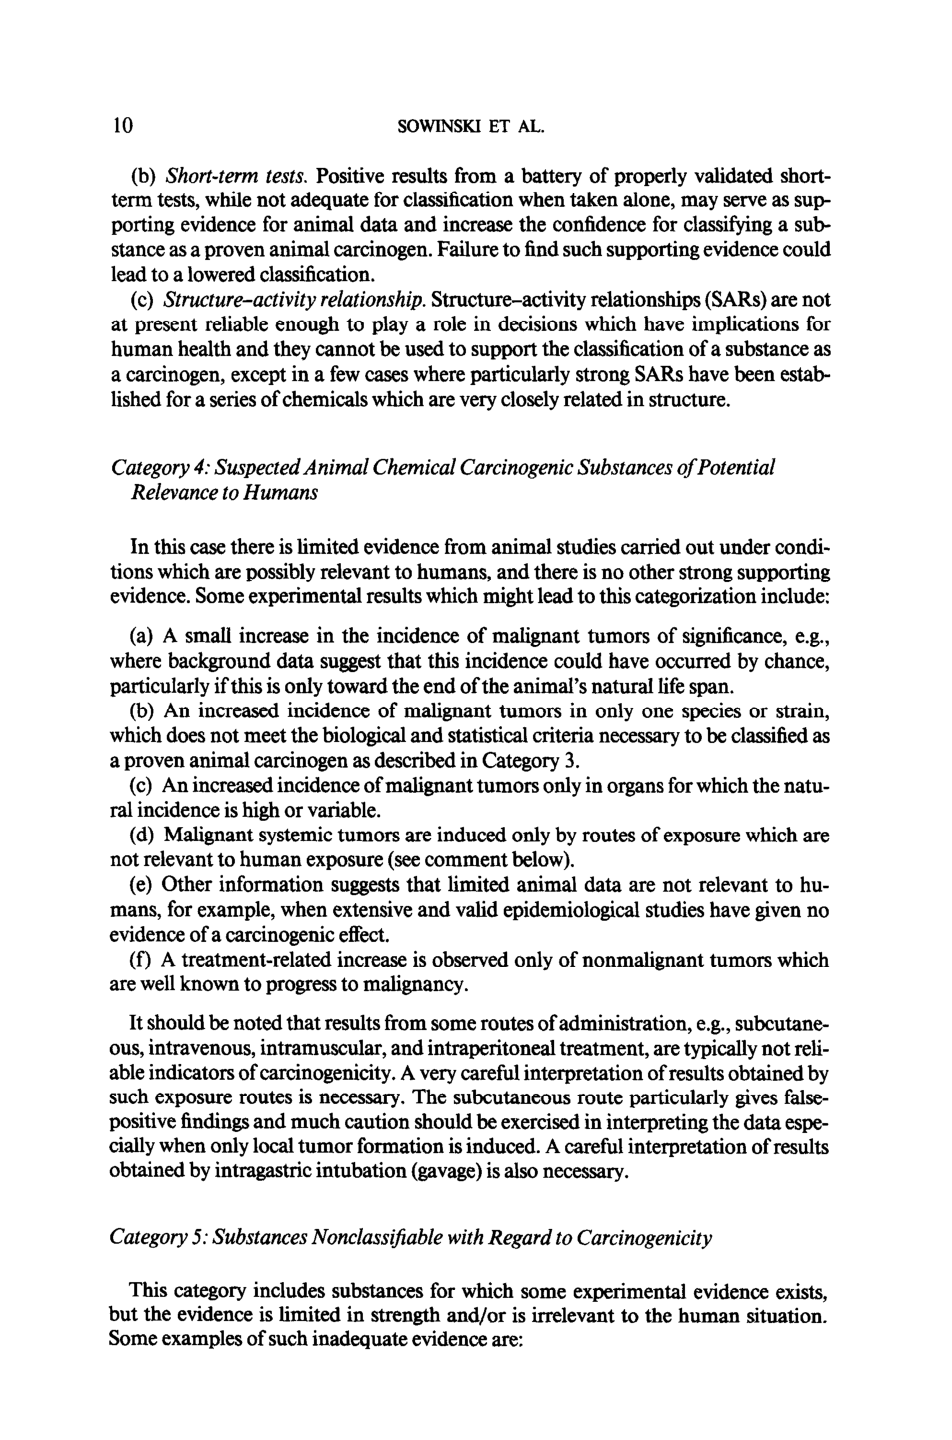 10
SOWINSKI ET AL.
(b) Short-term tests. Positive results from a battery of properly validated short-
term tests, while not adequate for classification when taken alone, may serve as sup-
porting evidence for animal data and increase the confidence for classifying a sub-
stance as a proven animal carcinogen. Failure to find such supporting evidence could
lead to a lowered classification.
(c) Structure–activity relationship. Structure–activity relationships (SARs) are not
at present reliable enough to play a role in decisions which have implications for
human health and they cannot be used to support the classification of a substance as
a carcinogen, except in a few cases where particularly strong SARs have been estab-
lished for a series of chemicals which are very closely related in structure.
Category 4: Suspected Animal Chemical Carcinogenic Substances of Potential
Relevance to Humans
In this case there is limited evidence from animal studies carried out under condi-
tions which are possibly relevant to humans, and there is no other strong supporting
evidence. Some experimental results which might lead to this categorization include:
(a) A small increase in the incidence of malignant tumors of significance, e.g.,
where background data suggest that this incidence could have occurred by chance,
particularly if this is only toward the end of the animal's natural life span.
(b) An increased incidence of malignant tumors in only one species or strain,
which does not meet the biological and statistical criteria necessary to be classified as
a proven animal carcinogen as described in Category 3.
(c) An increased incidence of malignant tumors only in organs for which the natu-
ral incidence is high or variable.
(d) Malignant systemic tumors are induced only by routes of exposure which are
not relevant to human exposure (see comment below).
(e) Other information suggests that limited animal data are not relevant to hu-
mans, for example, when extensive and valid epidemiological studies have given no
evidence of a carcinogenic effect.
(f) A treatment-related increase is observed only of nonmalignant tumors which
are well known to progress to malignancy.
It should be noted that results from some routes of administration, e.g., subcutane-
ous, intravenous, intramuscular, and intraperitoneal treatment, are typically not reli-
able indicators of carcinogenicity. A very careful interpretation of results obtained by
such exposure routes is necessary. The subcutaneous route particularly gives false-
positive findings and much caution should be exercised in interpreting the data espe-
cially when only local tumor formation is induced. A careful interpretation of results
obtained by intragastric intubation (gavage) is also necessary.
Category 5: Substances Nonclassifiable with Regard to Carcinogenicity
This category includes substances for which some experimental evidence exists,
but the evidence is limited in strength and/or is irrelevant to the human situation.
Some examples of such inadequate evidence are: